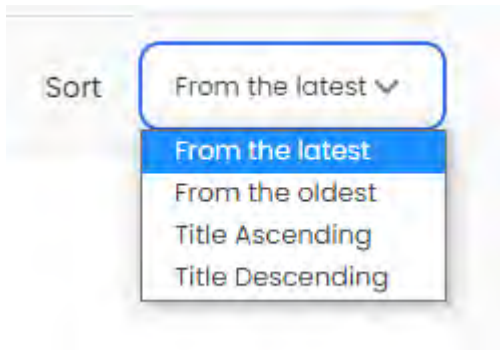 Sort From the latest
From the latest
From the oldest
Title Ascending
Title Descending